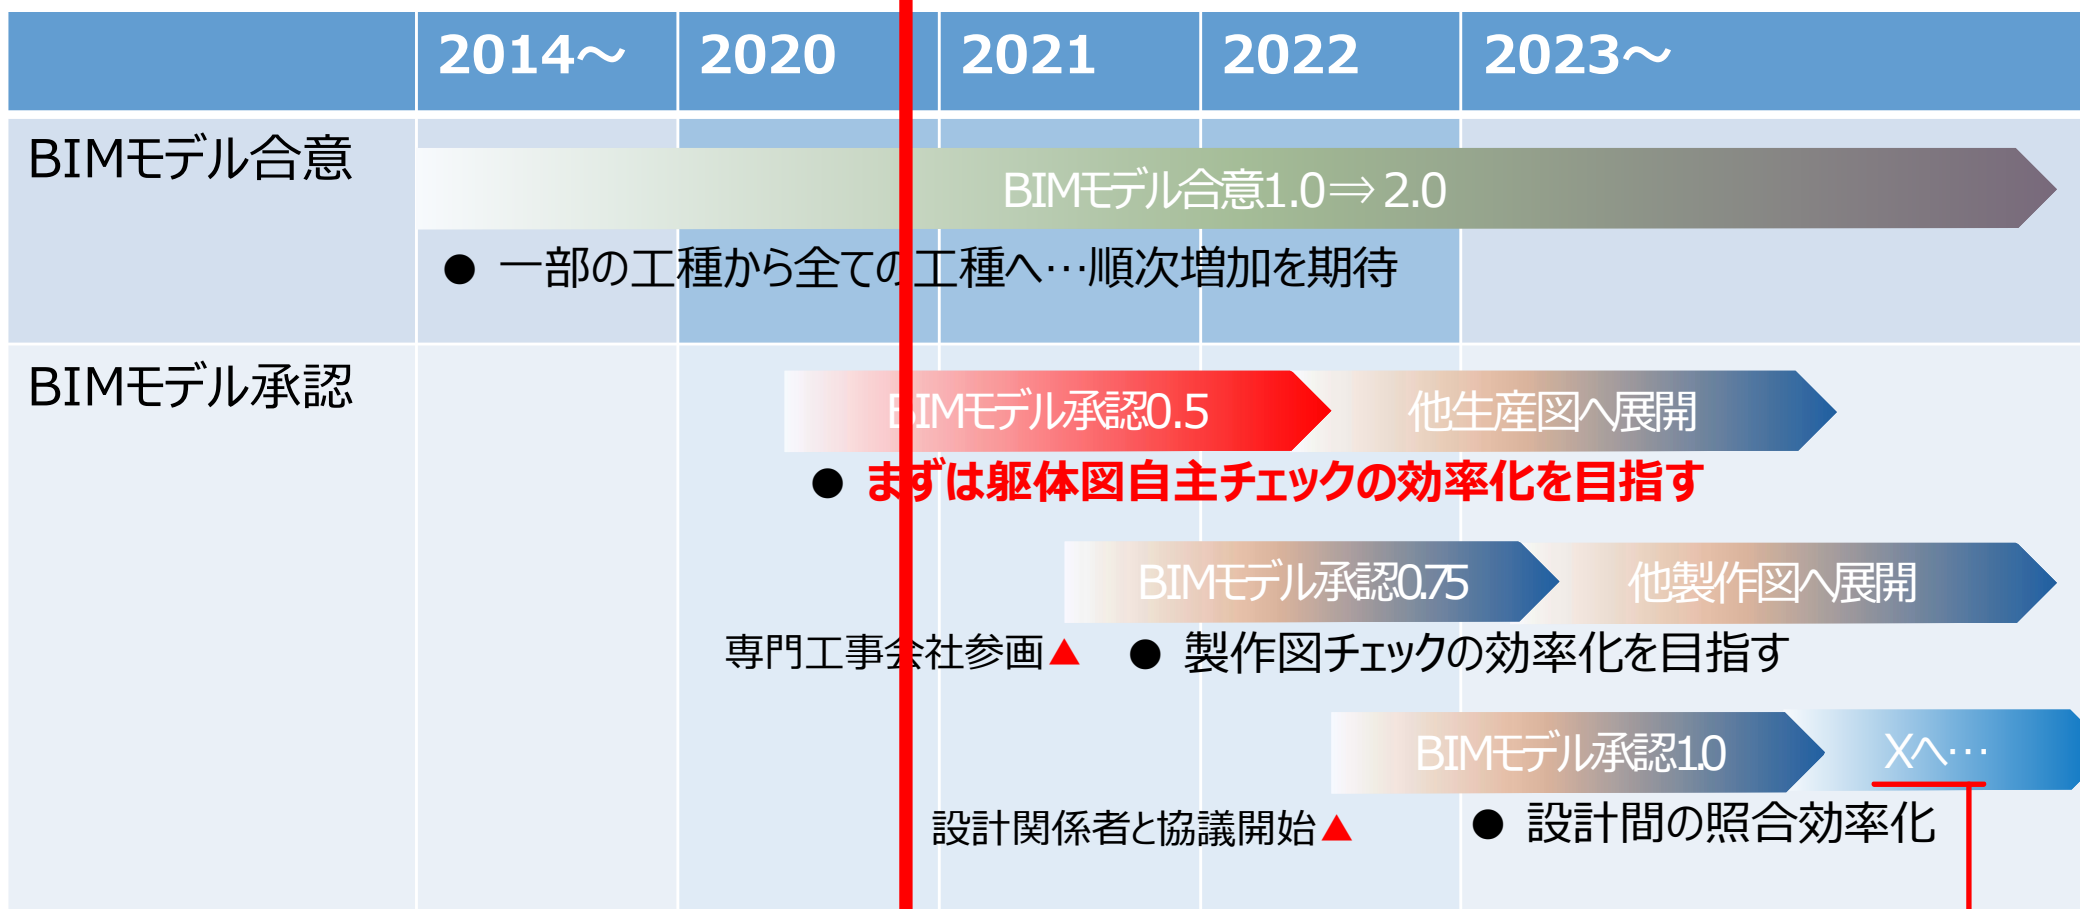 2014～ 2020 2021 2022 2023～
BIMモデル合意
BIMモデル合意1.0⇒2.0
● 一部の工種から全ての工種へ…順次増加を期待
BIMモデル承認
BIMモデル承認0.5 他生産図へ展開
● まずは躯体図自主チェックの効率化を目指す
BIMモデル承認0.75 他製作図へ展開
専門工事会社参画▲ ● 製作図チェックの効率化を目指す
BIMモデル承認1.0 Xへ…
設計関係者と協議開始▲ ● 設計間の照合効率化